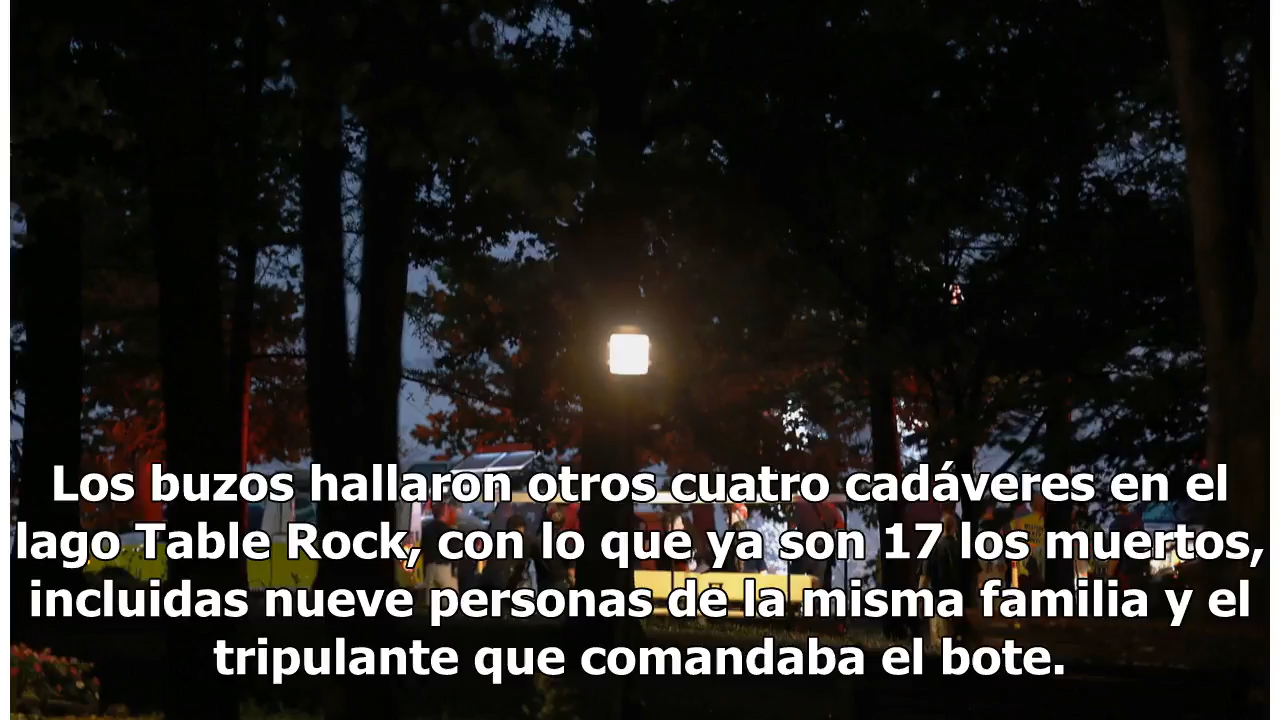 Los buzos hallaron otros cuatro cadáveres en el
lago Table Rock, con lo que ya son 17 los muertos,
incluidas nueve personas de la misma familia y el
tripulante que comandaba el bote.